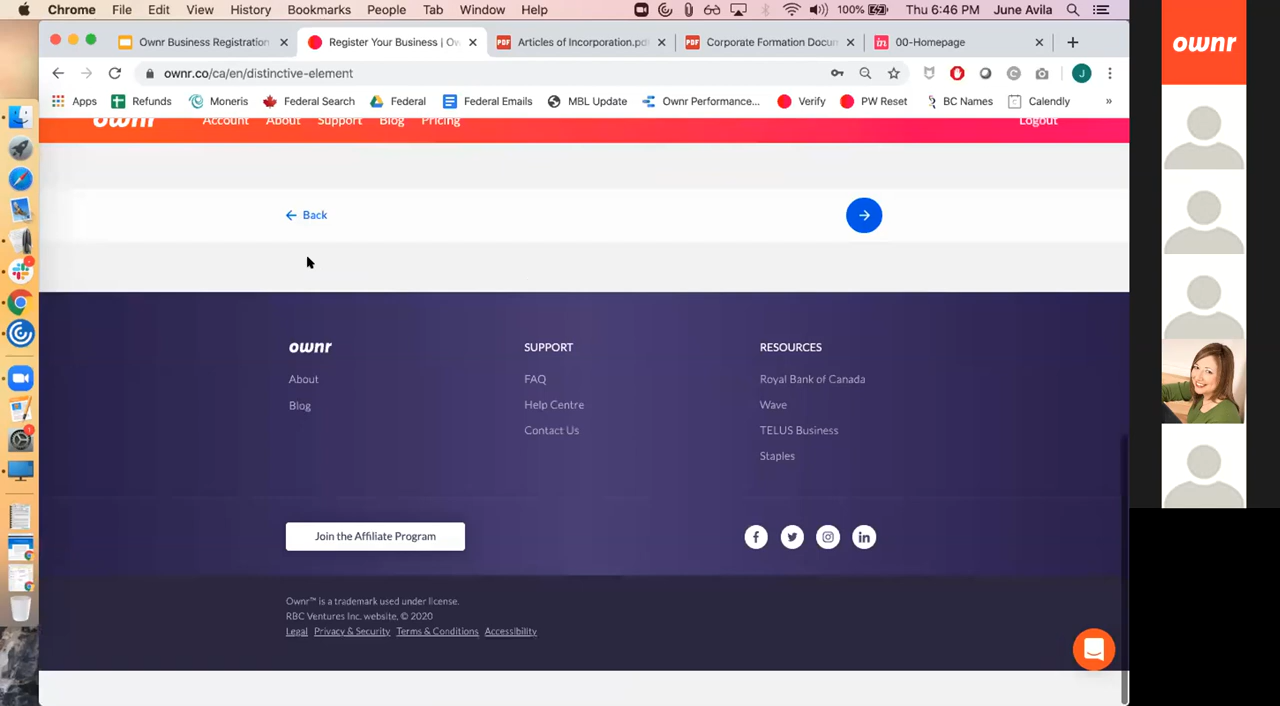 Chrome File Edit View History Bookmarks People Tab Window Help 100% Thu 6:46 PM June Avila
Ownr Business Registration
Register Your Business | Ow
Articles of Incorporation.pdf
Corporate Formation Docum
00-Homepage
ownr.co/ca/en/distinctive-element
Apps Refunds Moneris Federal Search Federal Federal Emails MBL Update Ownr Performance... Verify PW Reset BC Names Calendly »
ownr Account About Support Blog Pricing Logout
← Back
ownr
About
Blog
SUPPORT
FAQ
Help Centre
Contact Us
RESOURCES
Royal Bank of Canada
Wave
TELUS Business
Staples
Join the Affiliate Program
Ownr™ is a trademark used under license.
RBC Ventures Inc. website, © 2020
Legal Privacy & Security Terms & Conditions Accessibility
ownr